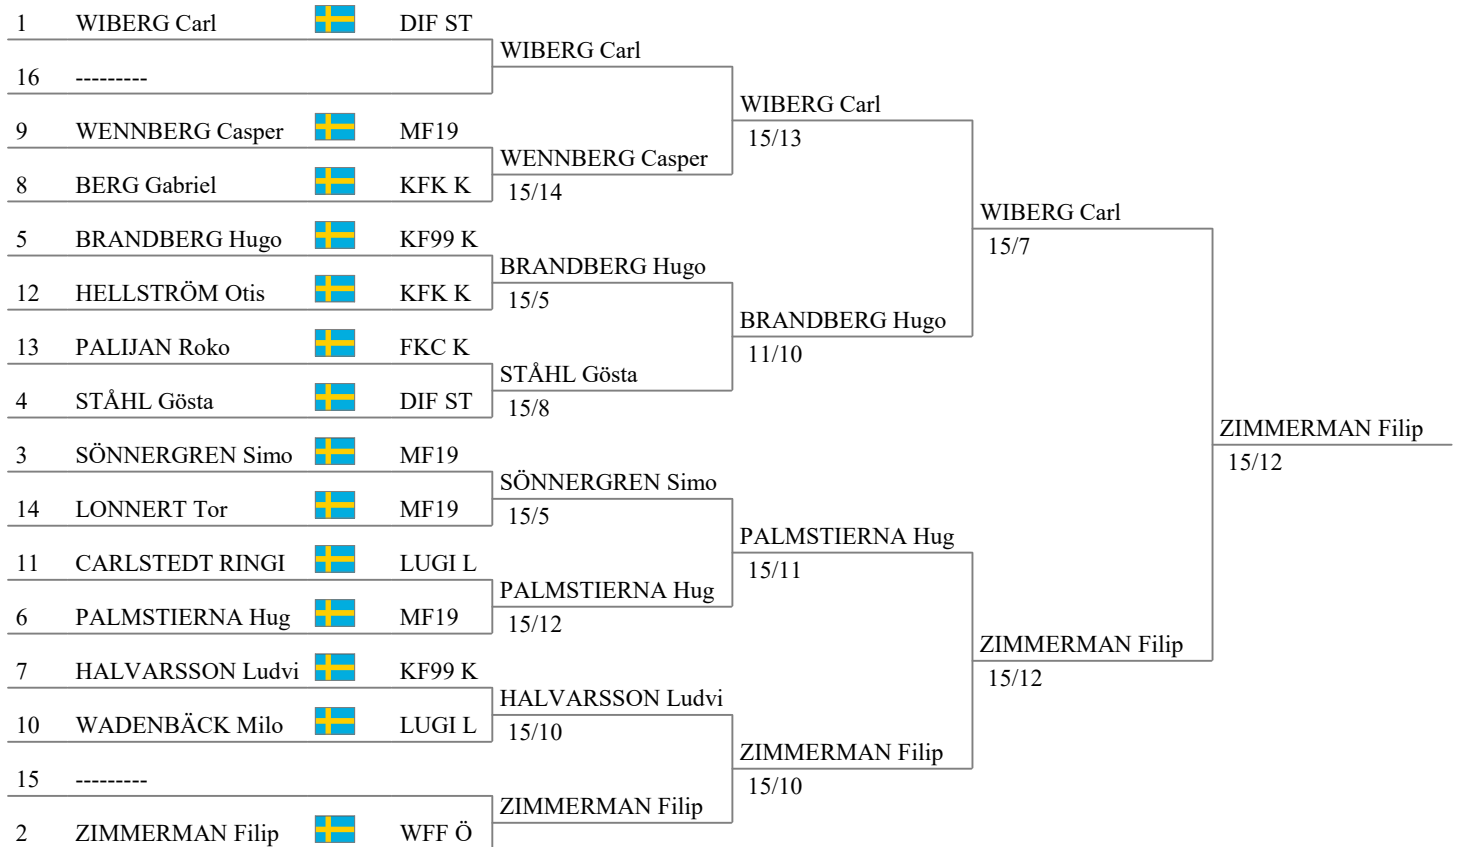 1 WIBERG Carl DIF ST
WIBERG Carl
16 ---------
WIBERG Carl
15/13
9 WENNBERG Casper MF19
WENNBERG Casper
15/14
8 BERG Gabriel KFK K
WIBERG Carl
15/7
5 BRANDBERG Hugo KF99 K
BRANDBERG Hugo
15/5
12 HELLSTRÖM Otis KFK K
BRANDBERG Hugo
11/10
13 PALIJAN Roko FKC K
STÅHL Gösta
15/8
4 STÅHL Gösta DIF ST
ZIMMERMAN Filip
15/12
3 SÖNNERGREN Simo MF19
SÖNNERGREN Simo
15/5
14 LONNERT Tor MF19
PALMSTIERNA Hug
15/11
11 CARLSTEDT RINGI LUGI L
PALMSTIERNA Hug
15/12
6 PALMSTIERNA Hug MF19
ZIMMERMAN Filip
15/12
7 HALVARSSON Ludvi KF99 K
HALVARSSON Ludvi
15/10
10 WADENBÄCK Milo LUGI L
ZIMMERMAN Filip
15/10
15 ---------
ZIMMERMAN Filip
2 ZIMMERMAN Filip WFF Ö